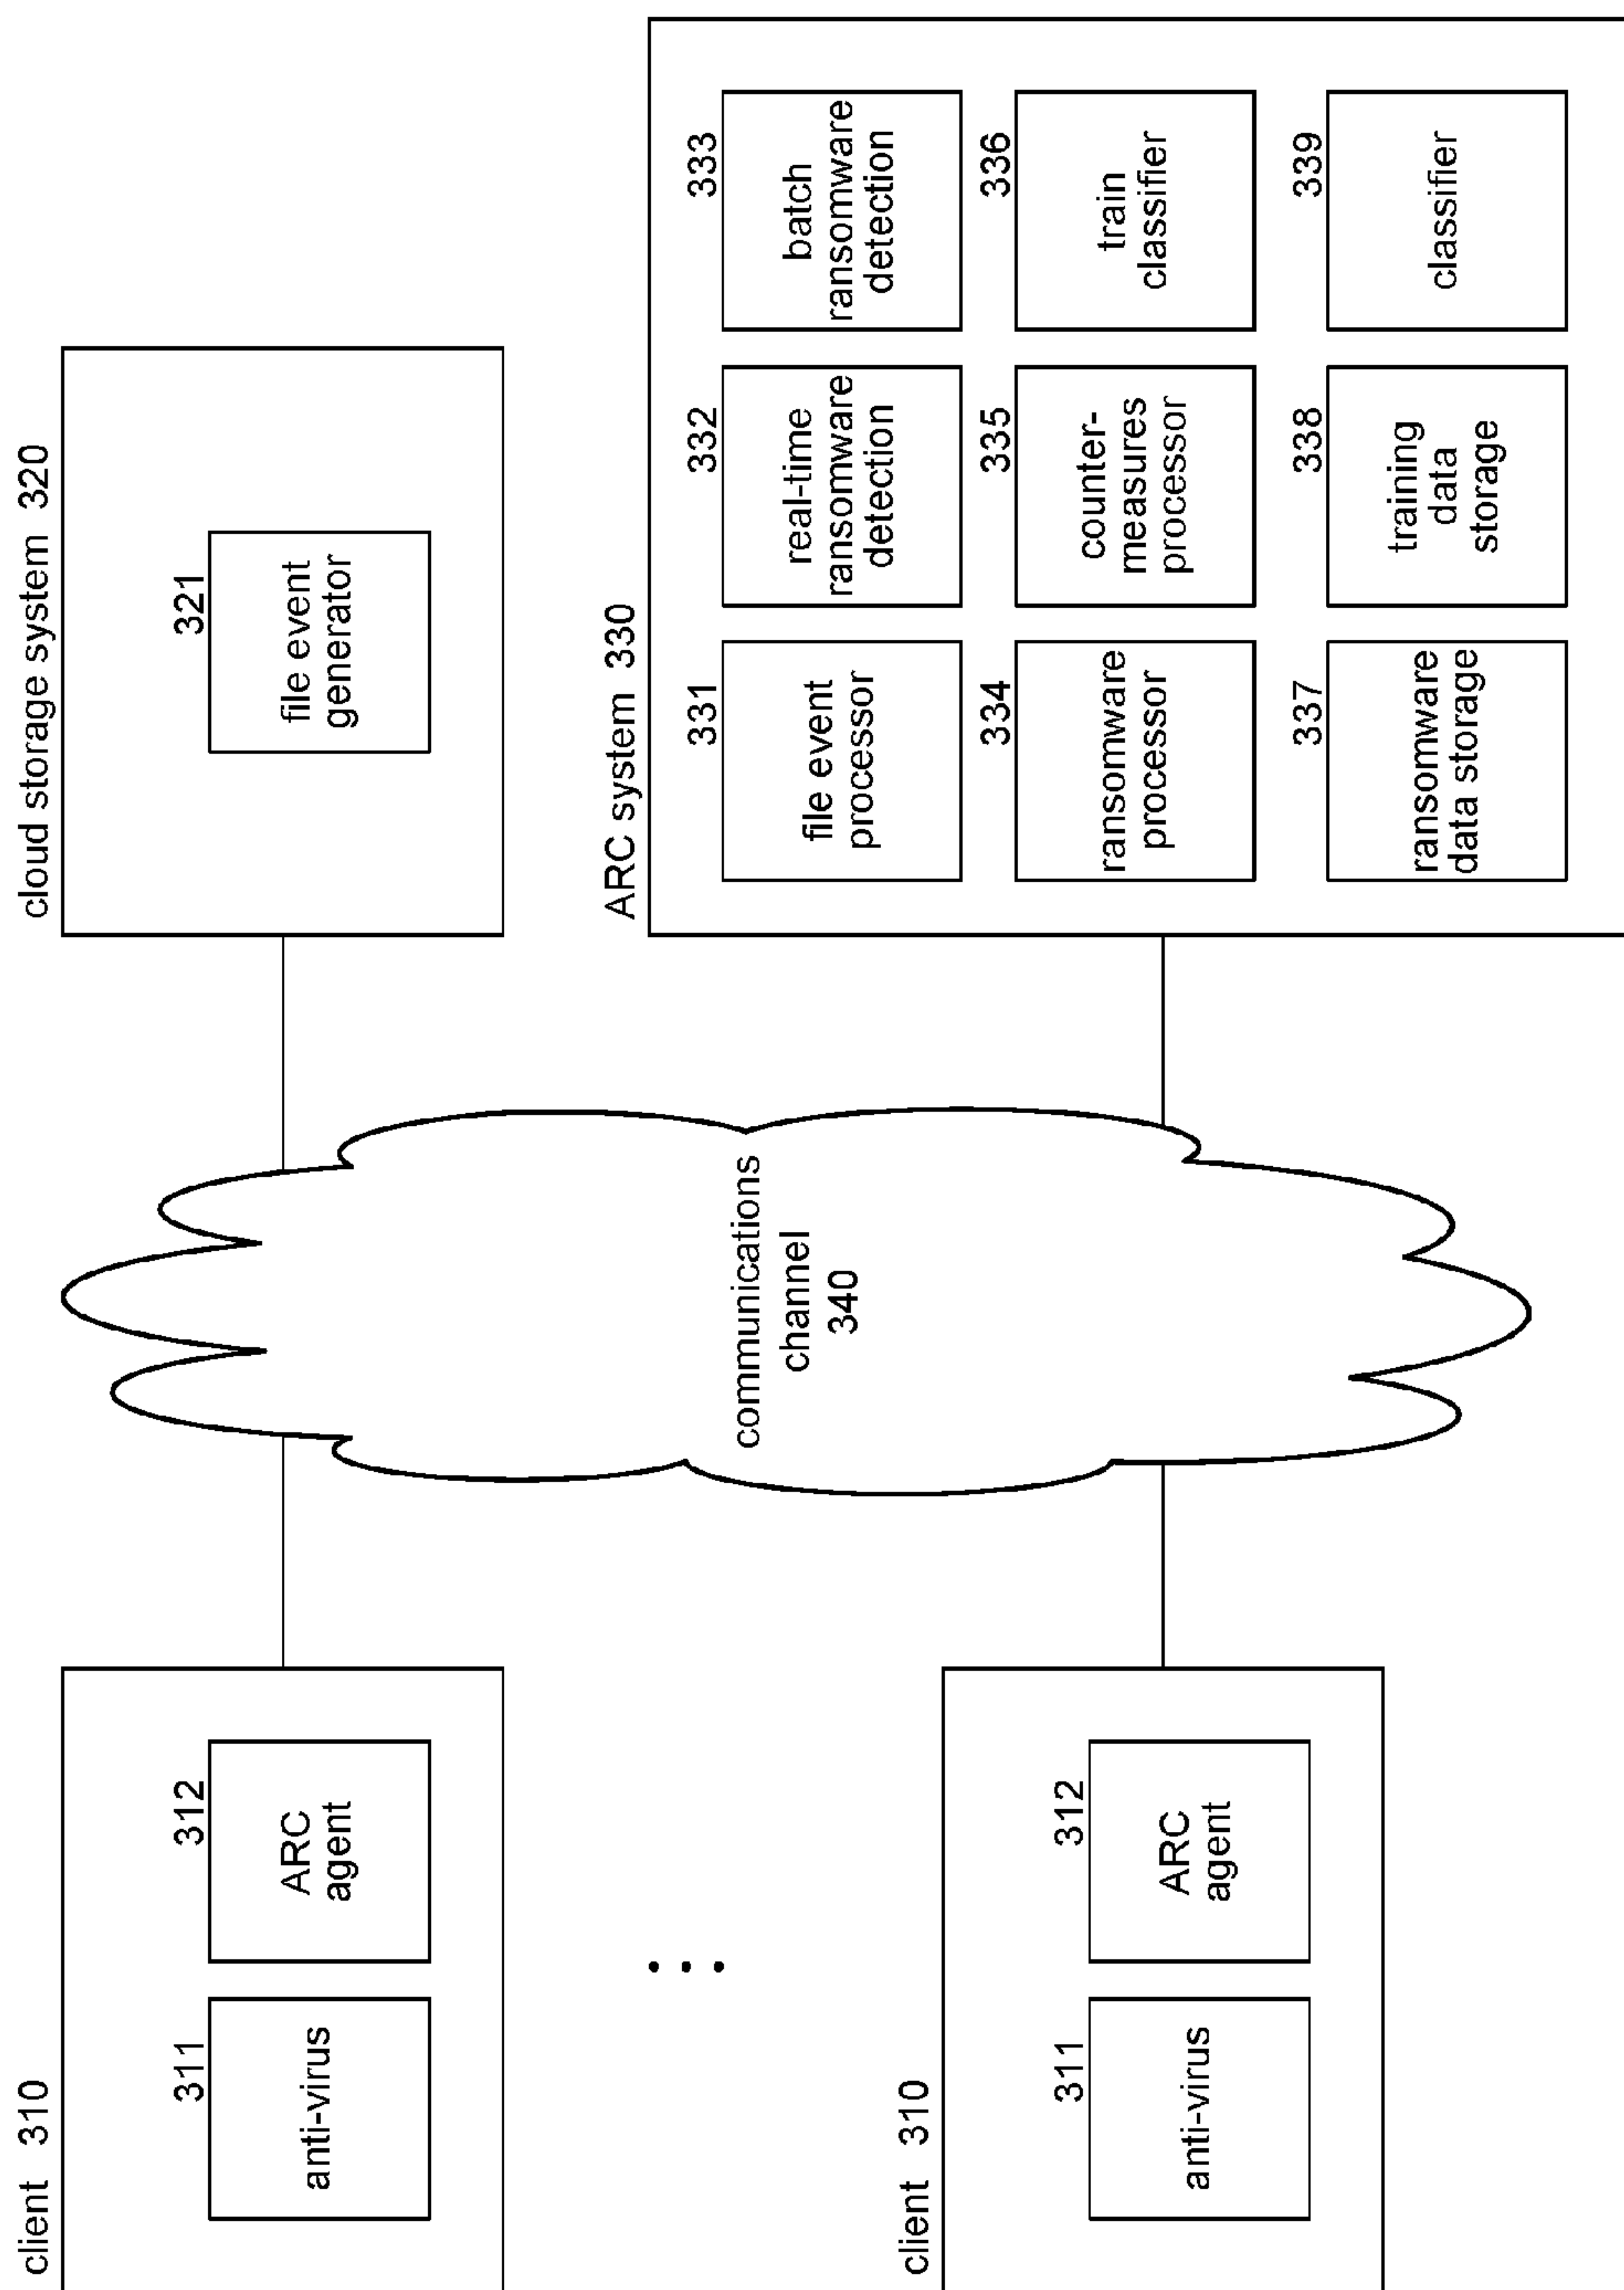 client 310
311
anti-virus
312
ARC
agent
client 310
311
anti-virus
312
ARC
agent
communications
channel
340
cloud storage system 320
321
file event
generator
ARC system 330
331
file event
processor
332
real-time
ransomware
detection
333
batch
ransomware
detection
334
ransomware
processor
335
counter-
measures
processor
336
train
classifier
337
ransomware
data storage
338
training
data
storage
339
classifier